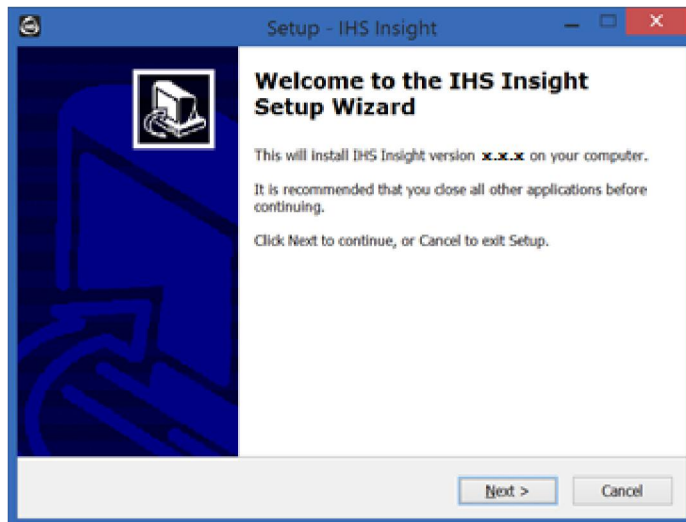 Setup - IHS Insight
Welcome to the IHS Insight
Setup Wizard
This will install IHS Insight version x.x.x on your computer.
It is recommended that you close all other applications before
continuing.
Click Next to continue, or Cancel to exit Setup.
Next >
Cancel